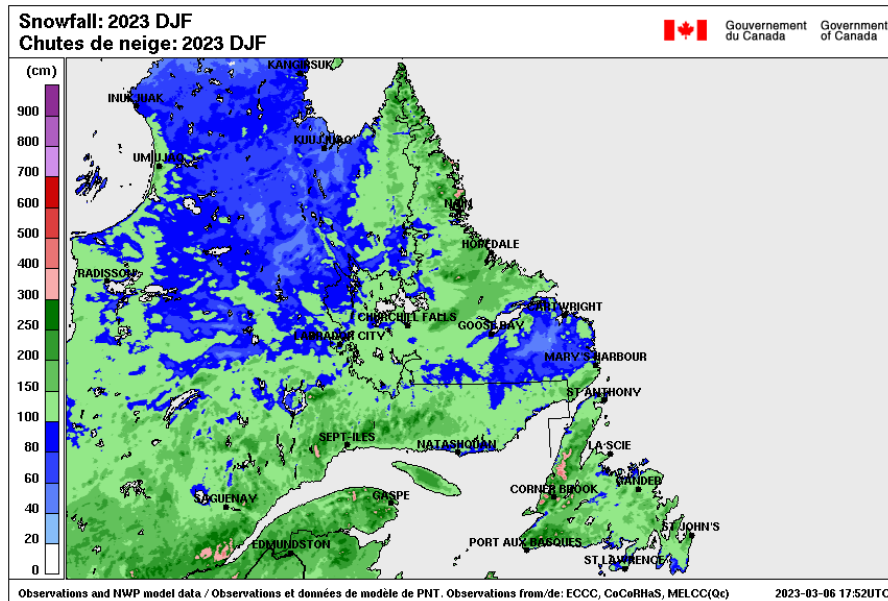 Snowfall: 2023 DJF
Chutes de neige: 2023 DJF
Gouvernement du Canada
Government of Canada
(cm)
900
800
700
600
500
400
300
250
200
150
100
80
60
40
20
0
KANGIRSUK
INUKJUAK
KUUJJUAQ
UMIUJAQ
NAIN
HOPEDALE
RADISSON
CARTWRIGHT
CHURCHILL FALLS
GOOSE BAY
LABRADOR CITY
MARY'S HARBOUR
ST ANTHONY
SEPT-ILES
NATASHQUAN
LA SCIE
GANDER
SAGUENAY
GASPE
CORNER BROOK
ST JOHN'S
EDMUNDSTON
PORT AUX BASQUES
ST LAWRENCE
Observations and NWP model data / Observations et données de modèle de PNT. Observations from/de: ECCC, CoCoRHaS, MELCC(Qc)
2023-03-06 17:52UTC